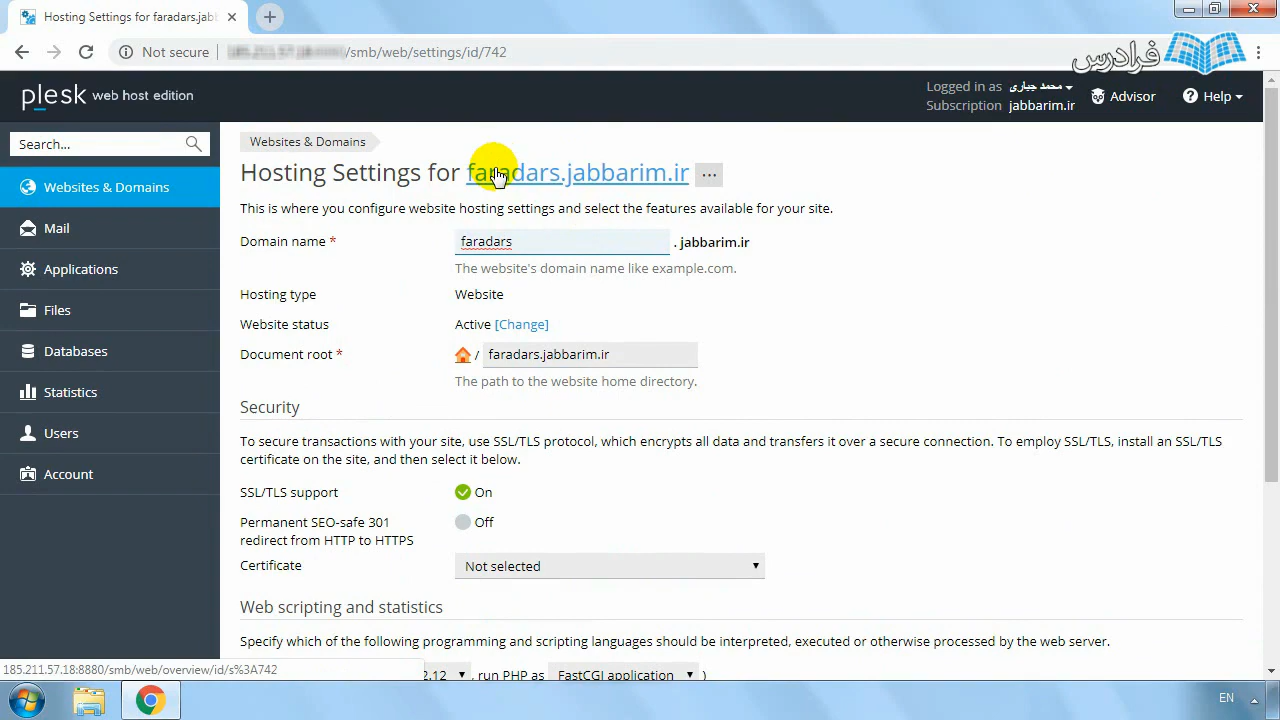 Hosting Settings for faradars.jabb
Not secure
/smb/web/settings/id/742
فرادرس
plesk web host edition
Logged in as محمد جباری
Subscription jabbarim.ir
Advisor
Help
Search...
Websites & Domains
Mail
Applications
Files
Databases
Statistics
Users
Account
Websites & Domains
Hosting Settings for faradars.jabbarim.ir ...
This is where you configure website hosting settings and select the features available for your site.
Domain name * faradars . jabbarim.ir
The website's domain name like example.com.
Hosting type Website
Website status Active [Change]
Document root * / faradars.jabbarim.ir
The path to the website home directory.
Security
To secure transactions with your site, use SSL/TLS protocol, which encrypts all data and transfers it over a secure connection. To employ SSL/TLS, install an SSL/TLS
certificate on the site, and then select it below.
SSL/TLS support On
Permanent SEO-safe 301 Off
redirect from HTTP to HTTPS
Certificate Not selected
Web scripting and statistics
Specify which of the following programming and scripting languages should be interpreted, executed or otherwise processed by the web server.
2.12 , run PHP as FastCGI application )
185.211.57.18:8880/smb/web/overview/id/s%3A742
EN